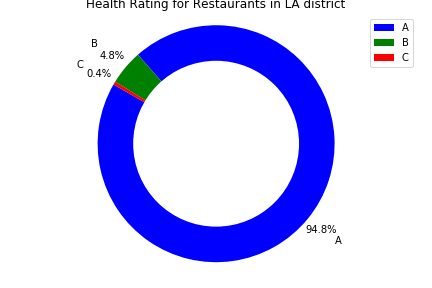 Health Rating for Restaurants in LA district
A
B
C
B
4.8%
C
0.4%
94.8%
A